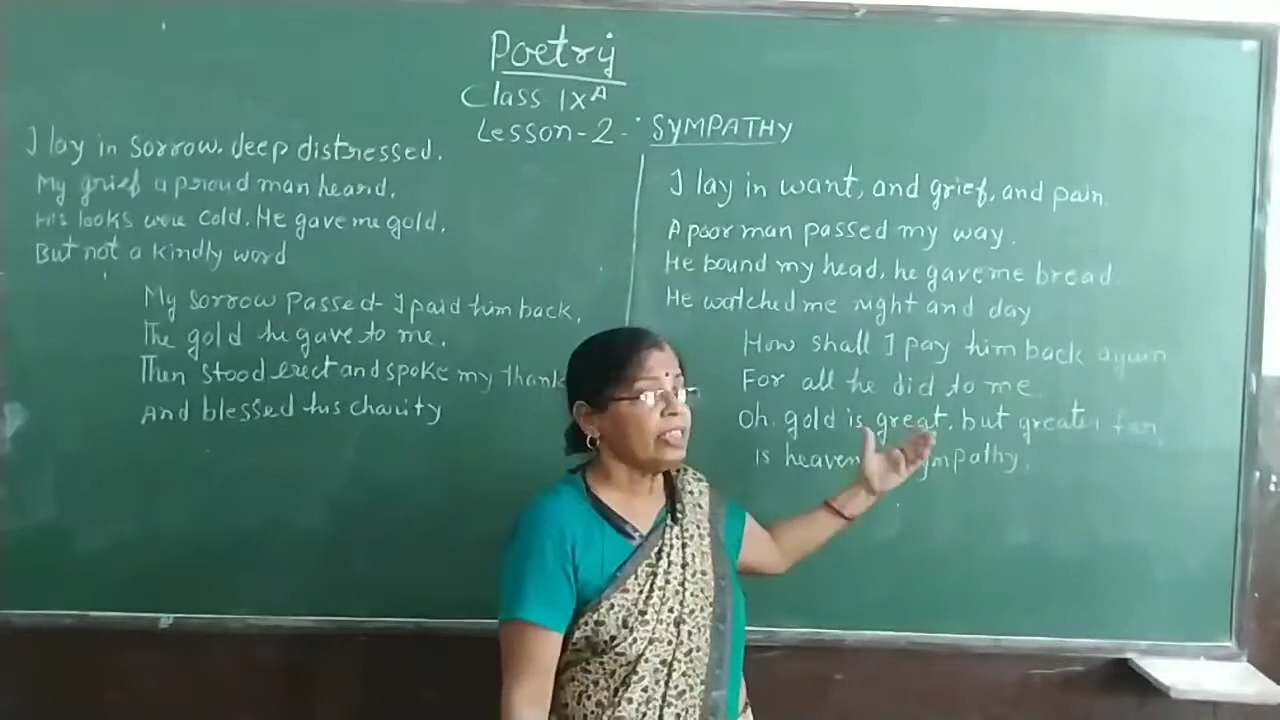 Poetry
Class IX A
Lesson-2- SYMPATHY
I lay in sorrow. deep distressed.
My grief a proud man heard,
His looks were cold. He gave me gold,
But not a kindly word
My sorrow passed- I paid him back,
The gold he gave to me.
Then stood erect and spoke my thank
And blessed his charity
I lay in want, and grief, and pain,
A poor man passed my way.
He bound my head, he gave me bread
He watched me night and day
How shall I pay him back again
For all he did to me
Oh. gold is great. but greater far
Is heaven